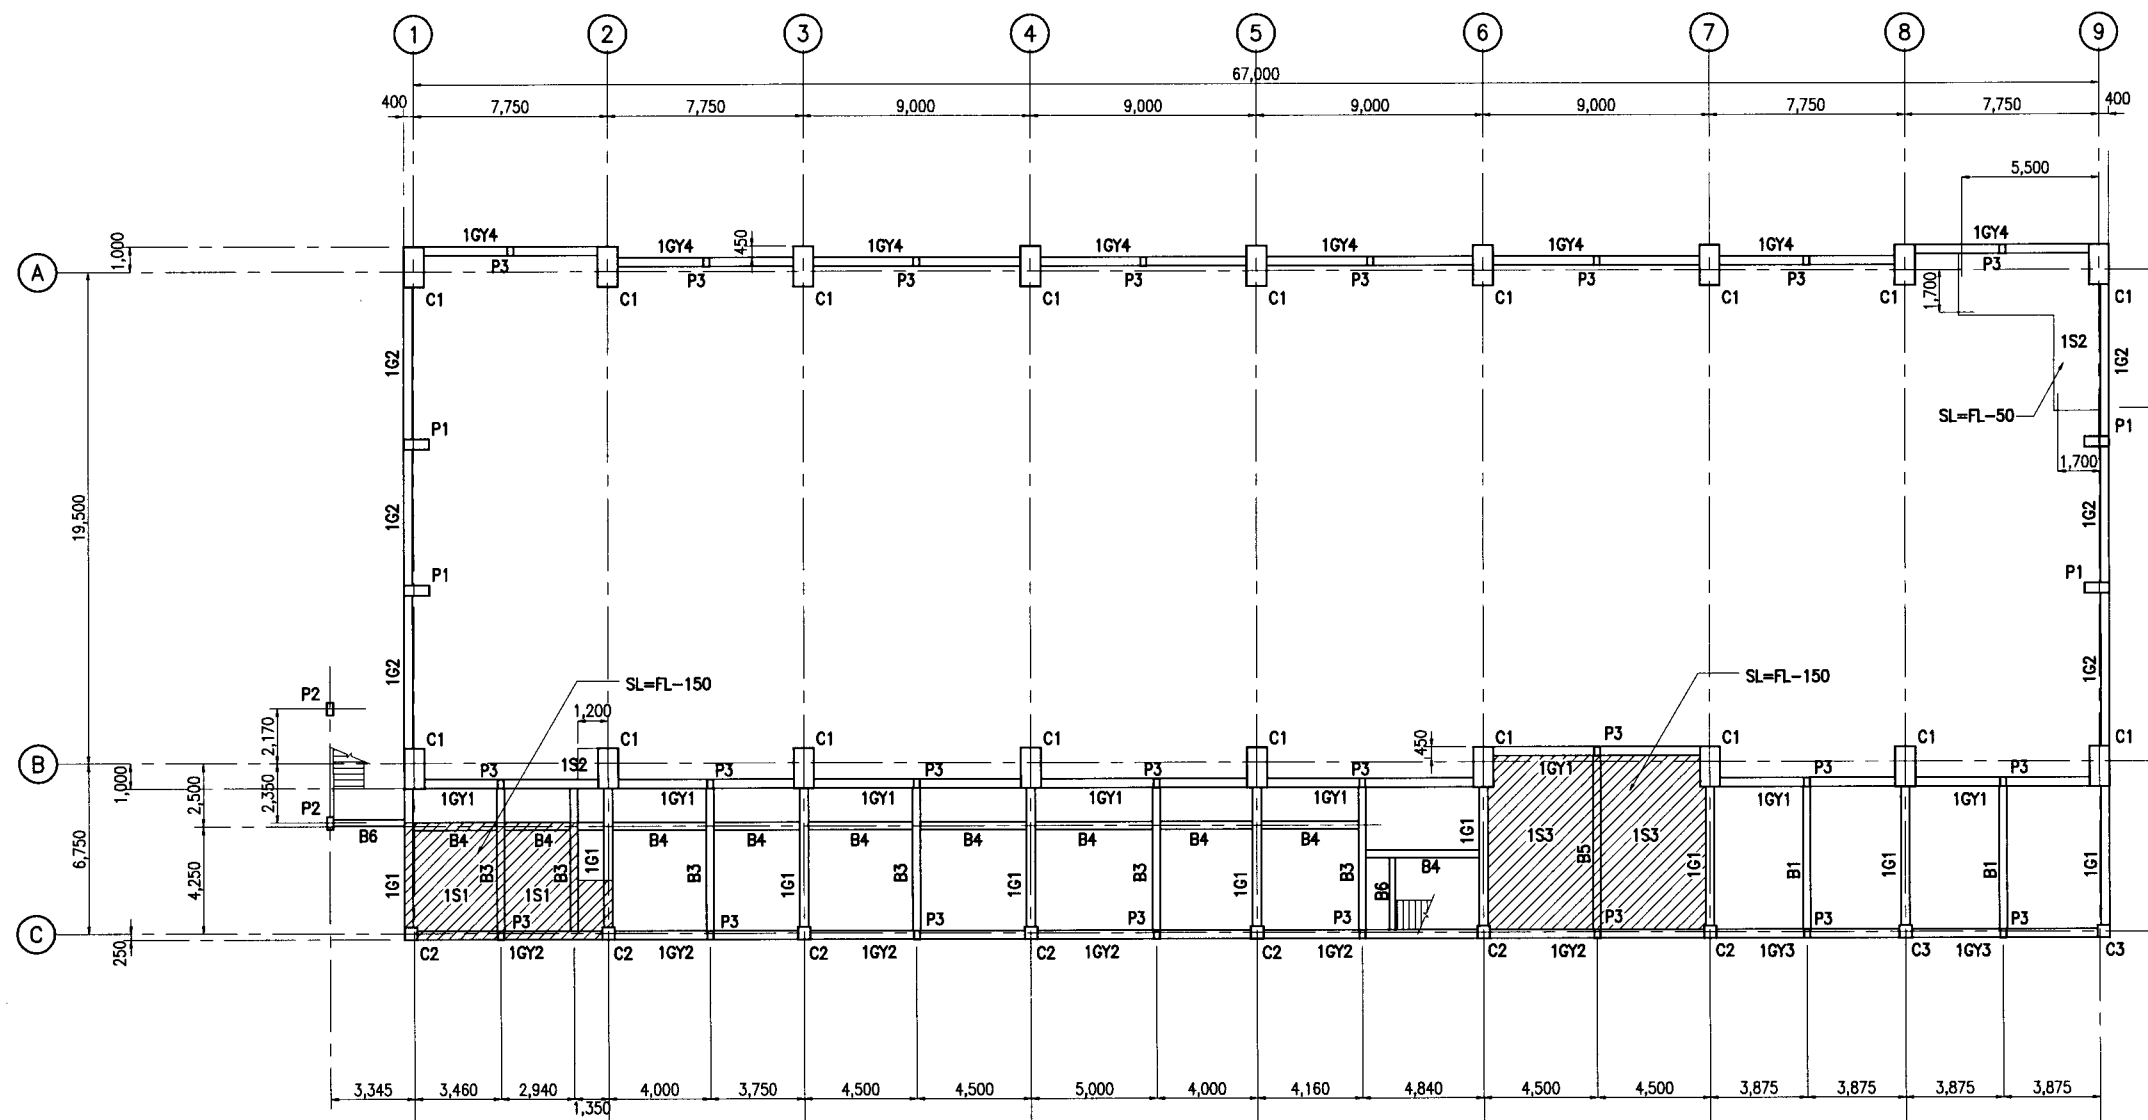 1 2 3 4 5 6 7 8 9
67,000
400 7,750 7,750 9,000 9,000 9,000 9,000 7,750 7,750 400
5,500
1GY4 1GY4 1GY4 1GY4 1GY4 1GY4 1GY4 1GY4
1,000 450
A
P3 P3 P3 P3 P3 P3 P3 P3
C1 C1 C1 C1 C1 C1 C1 C1 C1
1,700
1G2 1S2 1G2
SL=FL-50
P1 P1
1,700
19,500
1G2 1G2
P1 P1
1G2 1G2
SL=FL-150 SL=FL-150
P2
1,200
2,170
C1 C1 C1 C1 C1 450 C1 P3 C1 C1 C1
B
P3 1S2 P3 P3 P3 P3 1GY1 P3 P3
1,000 2,500 2,350
1GY1 1GY1 1GY1 1GY1 1GY1 1GY1 1GY1
P2
B6 B4 B4 B4 B4 B4 B4 B4 B4 1G1 1S3 1S3
6,750
B3 B3 1G1 B3 1G1 B3 1G1 B3 1G1 B3 B4 B5 1G1 B1 1G1 B1 1G1
4,250
1G1 1S1 1S1 B6
P3 P3 P3 P3 P3 P3 P3 P3
C
250
C2 1GY2 C2 1GY2 C2 1GY2 C2 1GY2 C2 1GY2 C2 1GY2 C2 1GY3 C3 1GY3 C3
3,345 3,460 2,940 4,000 3,750 4,500 4,500 5,000 4,000 4,160 4,840 4,500 4,500 3,875 3,875 3,875 3,875
1,350